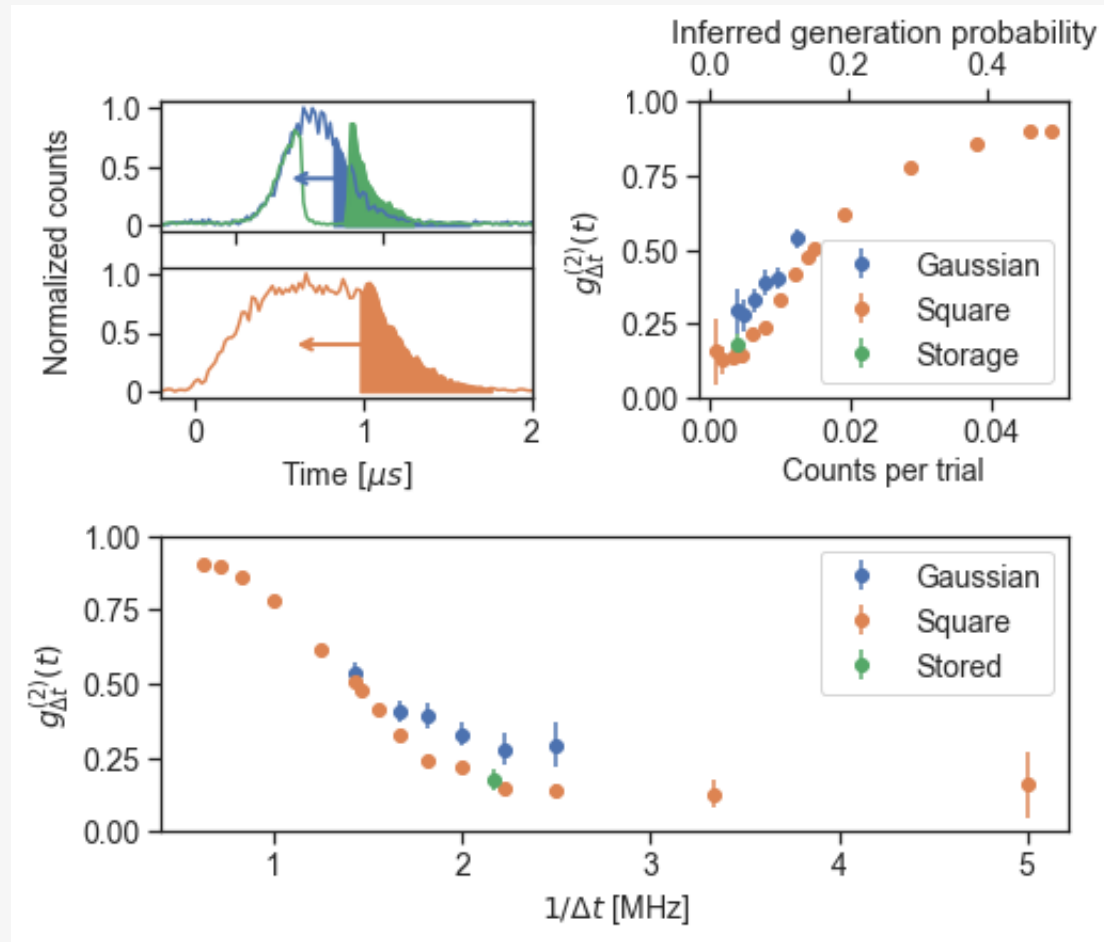 Normalized counts
1.0
0.5
0
1.0
0.5
0
0
1
2
Time [μs]
Inferred generation probability
0.0
0.2
0.4
1.00
0.75
0.50
0.25
0.00
g_{Δt}^{(2)}(t)
Gaussian
Square
Storage
0.00
0.02
0.04
Counts per trial
1.00
0.75
0.50
0.25
0.00
g_{Δt}^{(2)}(t)
Gaussian
Square
Stored
1
2
3
4
5
1/Δt [MHz]